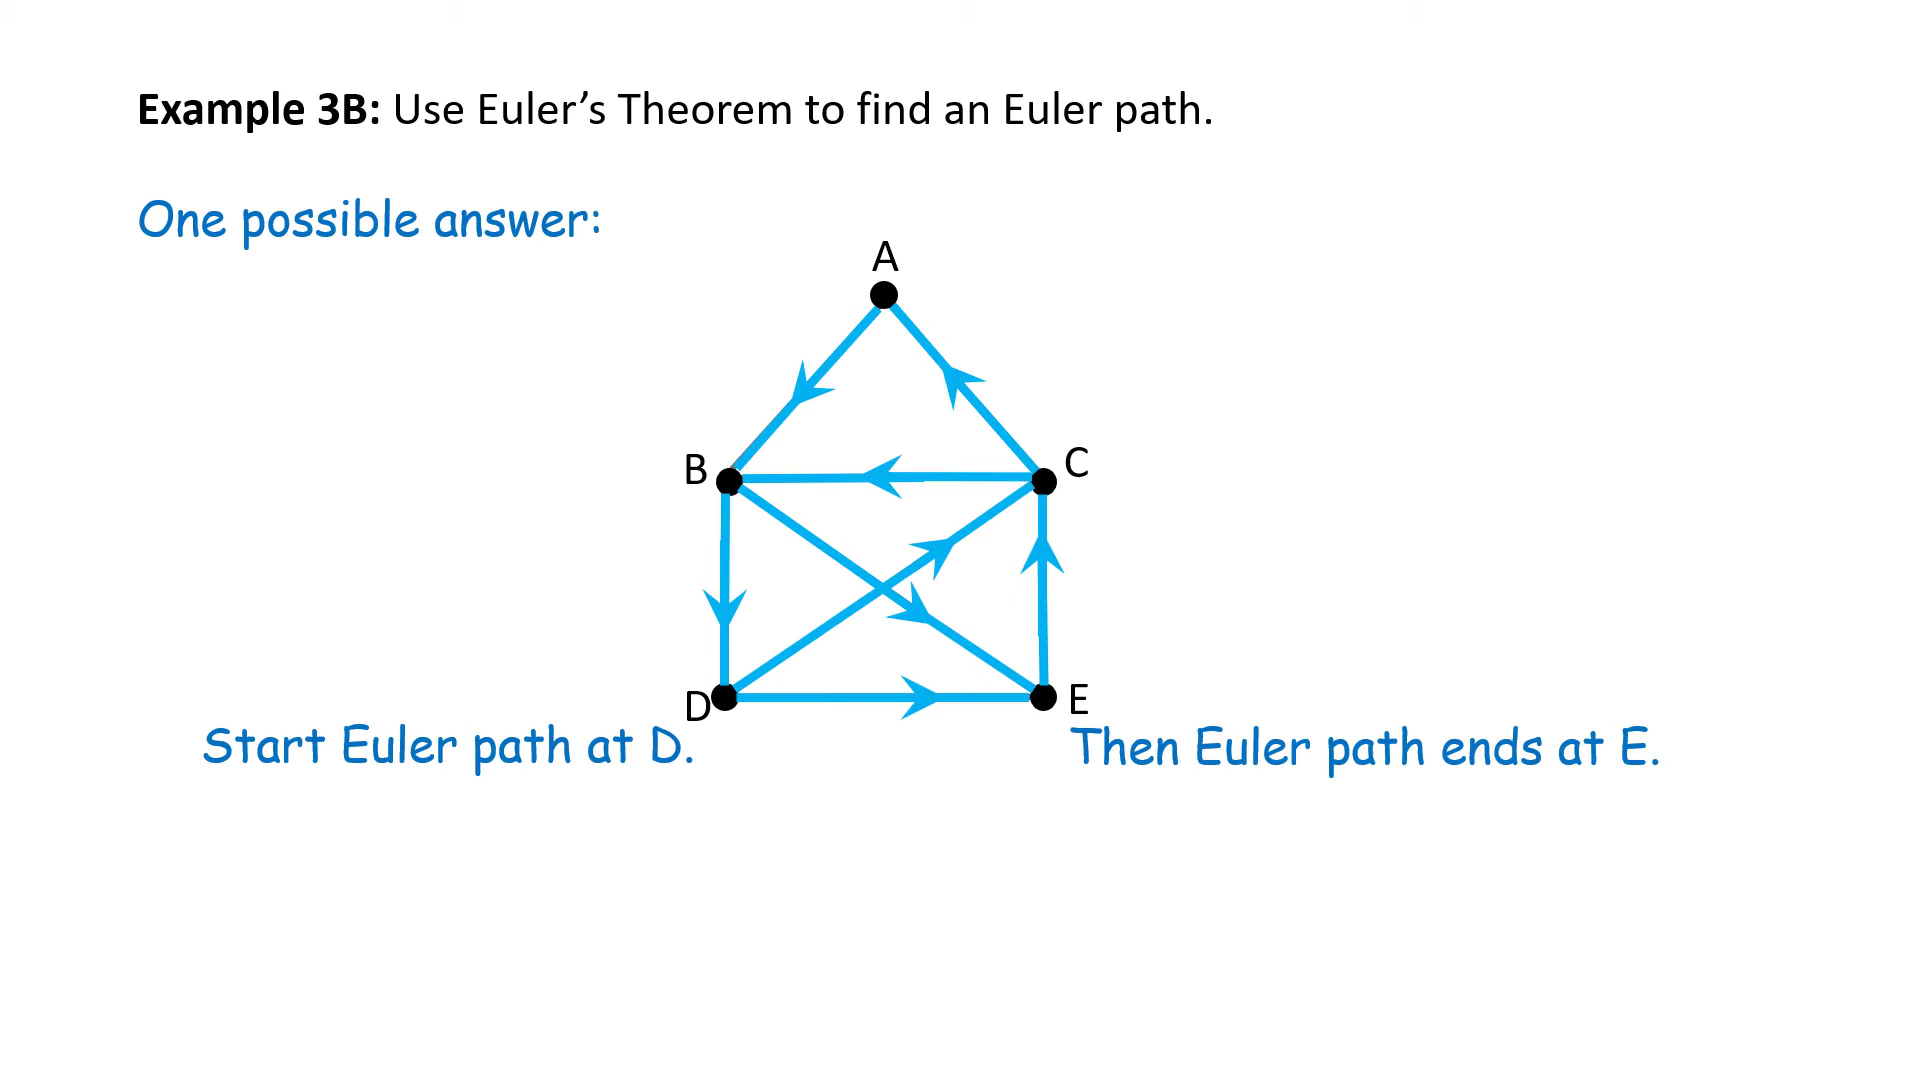 Example 3B: Use Euler’s Theorem to find an Euler path.
One possible answer:
A
B
C
D
E
Start Euler path at D.
Then Euler path ends at E.